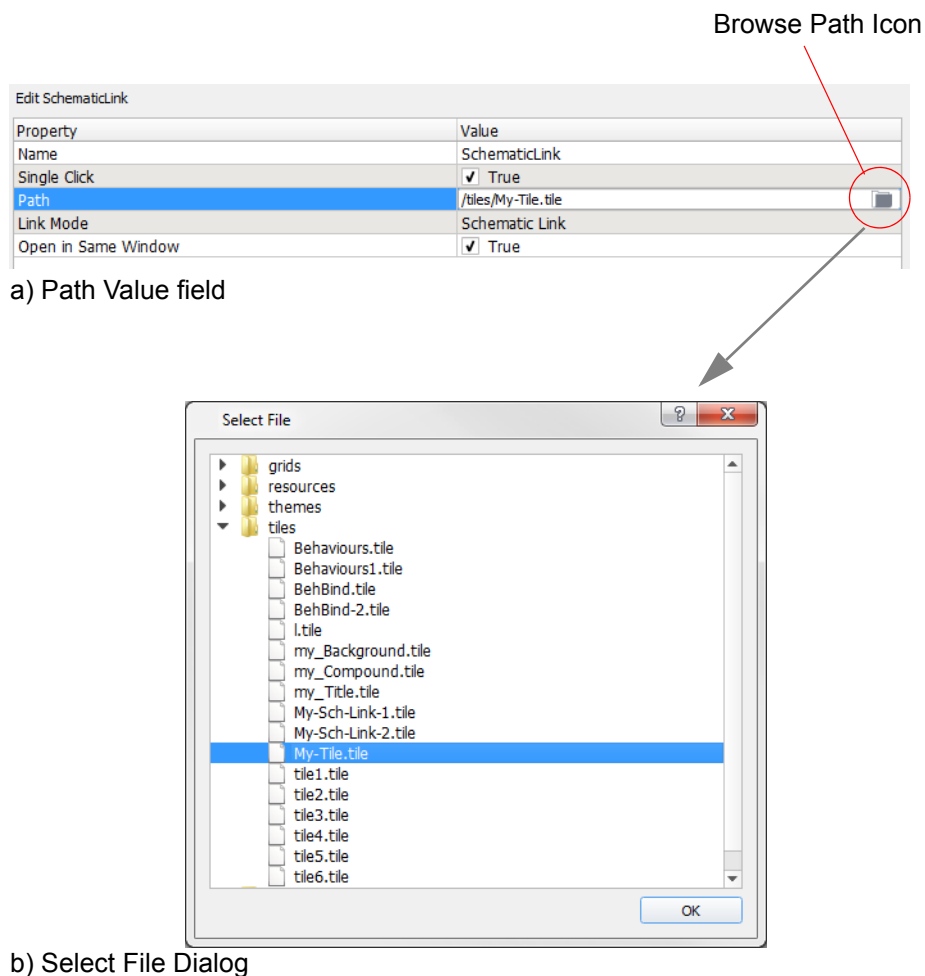 Browse Path Icon
Edit SchematicLink
Property Value
Name SchematicLink
Single Click True
Path /tiles/My-Tile.tile
Link Mode Schematic Link
Open in Same Window True
a) Path Value field
Select File
grids
resources
themes
tiles
Behaviours.tile
Behaviours1.tile
BehBind.tile
BehBind-2.tile
l.tile
my_Background.tile
my_Compound.tile
my_Title.tile
My-Sch-Link-1.tile
My-Sch-Link-2.tile
My-Tile.tile
tile1.tile
tile2.tile
tile3.tile
tile4.tile
tile5.tile
tile6.tile
OK
b) Select File Dialog